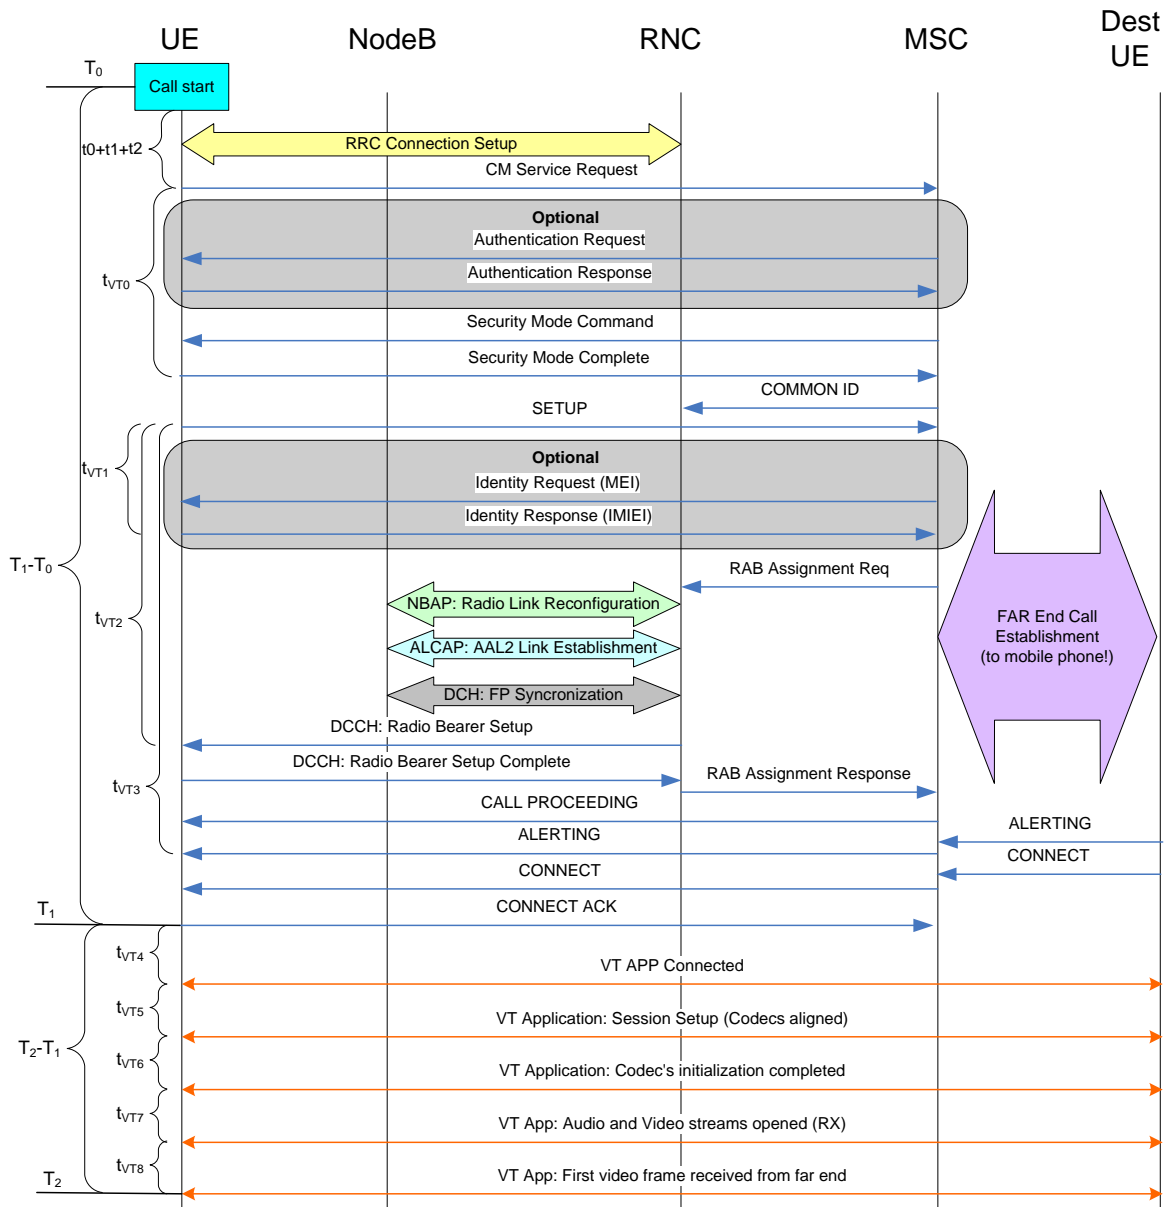 UE
NodeB
RNC
MSC
Dest
UE
T0
Call start
t0+t1+t2
RRC Connection Setup
CM Service Request
Optional
Authentication Request
Authentication Response
tVT0
Security Mode Command
Security Mode Complete
COMMON ID
SETUP
tVT1
Optional
Identity Request (MEI)
Identity Response (IMIEI)
T1-T0
RAB Assignment Req
NBAP: Radio Link Reconfiguration
tVT2
ALCAP: AAL2 Link Establishment
FAR End Call
Establishment
(to mobile phone!)
DCH: FP Syncronization
DCCH: Radio Bearer Setup
DCCH: Radio Bearer Setup Complete
RAB Assignment Response
tVT3
CALL PROCEEDING
ALERTING
ALERTING
CONNECT
CONNECT
T1
CONNECT ACK
tVT4
VT APP Connected
tVT5
VT Application: Session Setup (Codecs aligned)
T2-T1
tVT6
VT Application: Codec's initialization completed
tVT7
VT App: Audio and Video streams opened (RX)
tVT8
VT App: First video frame received from far end
T2